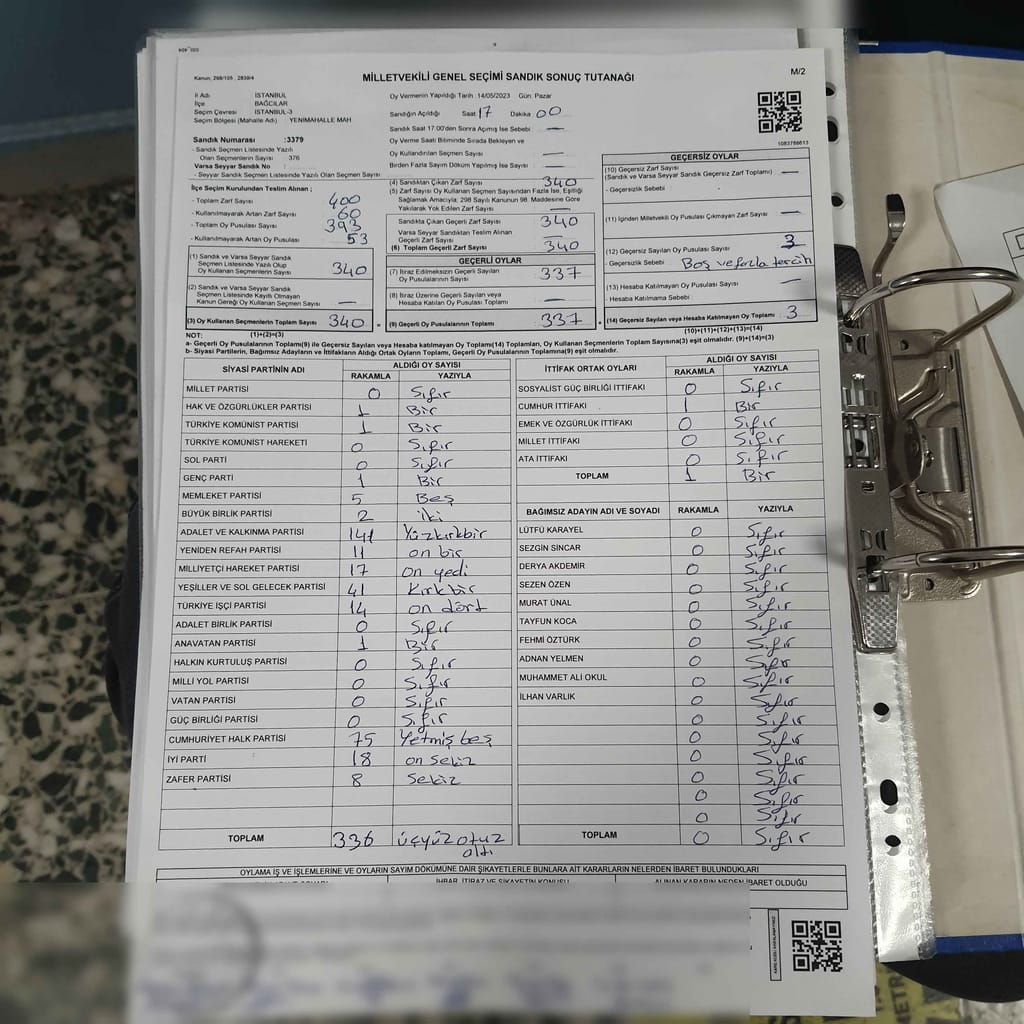 Kanun; 298/105 , 2839/4
MİLLETVEKİLİ GENEL SEÇİMİ SANDIK SONUÇ TUTANAĞI
M/2
İl Adı : İSTANBUL
İlçe : BAĞCILAR
Seçim Çevresi : İSTANBUL-3
Seçim Bölgesi (Mahalle Adı) : YENİMAHALLE MAH
Sandık Numarası :3379
- Sandık Seçmen Listesinde Yazılı
Olan Seçmenlerin Sayısı : 376
Varsa Seyyar Sandık No :
- Seyyar Sandık Seçmen Listesinde Yazılı Olan Seçmen Sayısı
Oy Vermenin Yapıldığı Tarih : 14/05/2023 Gün: Pazar
Sandığın Açıldığı Saat 17 Dakika 00
Sandık Saat 17.00'den Sonra Açımış İse Sebebi : —
Oy Verme Saati Bitiminde Sırada Bekleyen ve
Oy Kullandırılan Seçmen Sayısı : —
Birden Fazla Sayım Döküm Yapılmış İse Sayısı : —
1083766613
İlçe Seçim Kurulundan Teslim Alınan ;
- Toplam Zarf Sayısı : 400
- Kullanılmayarak Artan Zarf Sayısı : 60
- Toplam Oy Pusulası Sayısı : 393
- Kullanılmayarak Artan Oy Pusulası : 53
(1) Sandık ve Varsa Seyyar Sandık
Seçmen Listesinde Yazılı Olup
Oy Kullanan Seçmenlerin Sayısı : 340
(2) Sandık ve Varsa Seyyar Sandık
Seçmen Listesinde Kayıtlı Olmayan
Kanun Gereği Oy Kullanan Seçmen Sayısı : —
(3) Oy Kullanan Seçmenlerin Toplam Sayısı : 340
(1)+(2)=(3)
(4) Sandıktan Çıkan Zarf Sayısı : 340
(5) Zarf Sayısı Oy Kullanan Seçmen Sayısından Fazla İse, Eşitliği
Sağlamak Amacıyla; 298 Sayılı Kanunun 98. Maddesine Göre
Yakılarak Yok Edilen Zarf Sayısı : —
Sandıkta Çıkan Geçerli Zarf Sayısı : 340
Varsa Seyyar Sandıktan Teslim Alınan
Geçerli Zarf Sayısı : —
(6) Toplam Geçerli Zarf Sayısı : 340
GEÇERLİ OYLAR
(7) İtiraz Edilmeksizin Geçerli Sayılan
Oy Pusulalarının Sayısı : 337
(8) İtiraz Üzerine Geçerli Sayılan veya
Hesaba Katılan Oy Pusulası Toplamı : —
(9) Geçerli Oy Pusulalarının Toplamı : 337
GEÇERSİZ OYLAR
(10) Geçersiz Zarf Sayısı : —
(Sandık ve Varsa Seyyar Sandık Geçersiz Zarf Toplamı)
- Geçersizlik Sebebi :
(11) İçinden Milletvekili Oy Pusulası Çıkmayan Zarf Sayısı : —
(12) Geçersiz Sayılan Oy Pusulası Sayısı : 3
- Geçersizlik Sebebi : Boş ve fazla tercih
(13) Hesaba Katılmayan Oy Pusulası Sayısı : —
- Hesaba Katılmama Sebebi :
(14) Geçersiz Sayılan veya Hesaba Katılmayan Oy Toplamı : 3
(10)+(11)+(12)+(13)=(14)
NOT:
a- Geçerli Oy Pusulalarının Toplamı(9) ile Geçersiz Sayılan veya Hesaba Katılmayan Oy Toplamı(14) Toplamları, Oy Kullanan Seçmenlerin Toplam Sayısına(3) eşit olmalıdır. (9)+(14)=(3)
b- Siyasi Partilerin, Bağımsız Adayların ve İttifakların Aldığı Ortak Oyların Toplamı, Geçerli Oy Pusulalarının Toplamına(9) eşit olmalıdır.
SİYASİ PARTİNİN ADI ALDIĞI OY SAYISI
RAKAMLA YAZIYLA
MİLLET PARTİSİ 0 Sıfır
HAK VE ÖZGÜRLÜKLER PARTİSİ 1 Bir
TÜRKİYE KOMÜNİST PARTİSİ 1 Bir
TÜRKİYE KOMÜNİST HAREKETİ 0 Sıfır
SOL PARTİ 0 Sıfır
GENÇ PARTİ 1 Bir
MEMLEKET PARTİSİ 5 Beş
BÜYÜK BİRLİK PARTİSİ 2 iki
ADALET VE KALKINMA PARTİSİ 141 Yüzkırkbir
YENİDEN REFAH PARTİSİ 11 on bir
MİLLİYETÇİ HAREKET PARTİSİ 17 on yedi
YEŞİLLER VE SOL GELECEK PARTİSİ 41 Kırkbir
TÜRKİYE İŞÇİ PARTİSİ 14 on dört
ADALET BİRLİK PARTİSİ 0 Sıfır
ANAVATAN PARTİSİ 1 Bir
HALKIN KURTULUŞ PARTİSİ 0 Sıfır
MİLLİ YOL PARTİSİ 0 Sıfır
VATAN PARTİSİ 0 Sıfır
GÜÇ BİRLİĞİ PARTİSİ 0 Sıfır
CUMHURİYET HALK PARTİSİ 75 Yetmiş beş
İYİ PARTİ 18 on sekiz
ZAFER PARTİSİ 8 sekiz
TOPLAM 336 üçyüz otuz
altı
İTTİFAK ORTAK OYLARI ALDIĞI OY SAYISI
RAKAMLA YAZIYLA
SOSYALİST GÜÇ BİRLİĞİ İTTİFAKI 0 Sıfır
CUMHUR İTTİFAKI 1 Bir
EMEK VE ÖZGÜRLÜK İTTİFAKI 0 Sıfır
MİLLET İTTİFAKI 0 Sıfır
ATA İTTİFAKI 0 Sıfır
TOPLAM 1 Bir
BAĞIMSIZ ADAYIN ADI VE SOYADI RAKAMLA YAZIYLA
LÜTFÜ KARAYEL 0 Sıfır
SEZGİN SİNCAR 0 Sıfır
DERYA AKDEMİR 0 Sıfır
SEZEN ÖZEN 0 Sıfır
MURAT ÜNAL 0 Sıfır
TAYFUN KOCA 0 Sıfır
FEHMİ ÖZTÜRK 0 Sıfır
ADNAN YELMEN 0 Sıfır
MUHAMMET ALİ OKUL 0 Sıfır
İLHAN VARLIK 0 Sıfır
0 Sıfır
0 Sıfır
0 Sıfır
0 Sıfır
0 Sıfır
0 Sıfır
TOPLAM 0 Sıfır
OYLAMA İŞ VE İŞLEMLERİNE VE OYLARIN SAYIM DÖKÜMÜNE DAİR ŞİKAYETLERLE BUNLARA AİT KARARLARIN NELERDEN İBARET BULUNDUKLARI
İHBAR, İTİRAZ VE ŞİKAYETİN KONUSU ALINAN KARARIN NEDEN İBARET OLDUĞU